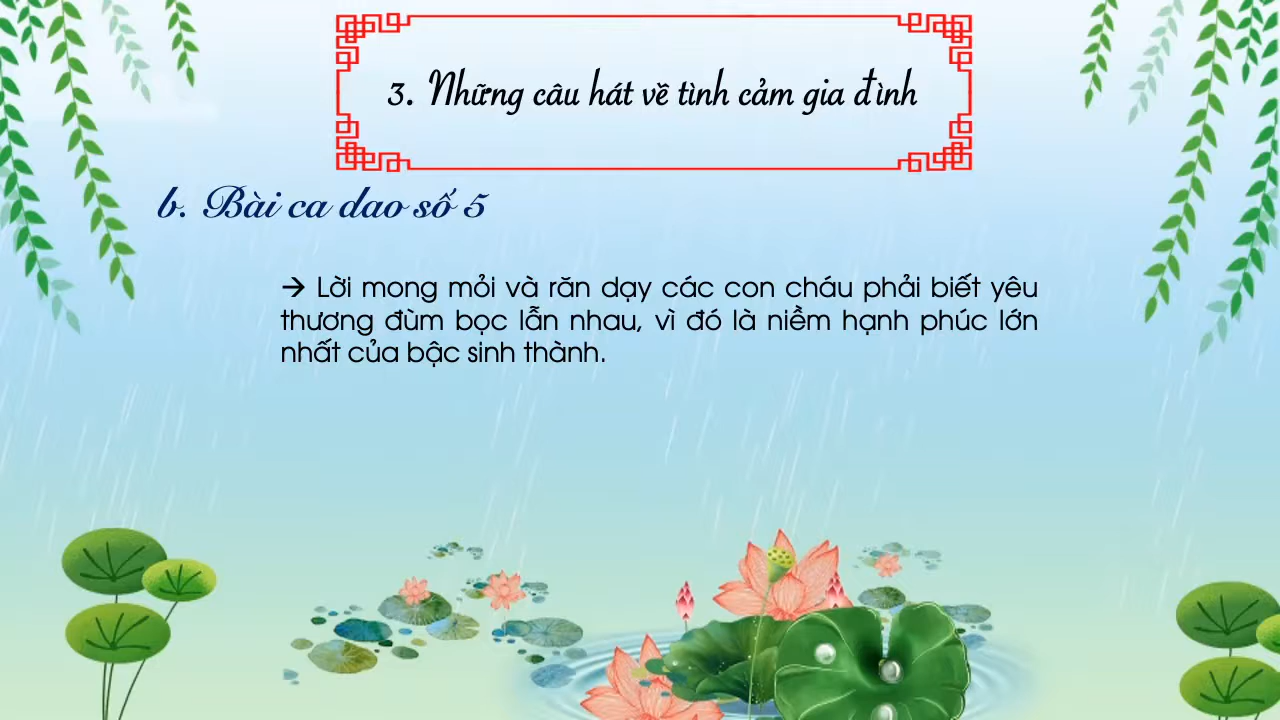 3. Những câu hát về tình cảm gia đình
b. Bài ca dao số 5
→ Lời mong mỏi và răn dạy các con cháu phải biết yêu
thương đùm bọc lẫn nhau, vì đó là niềm hạnh phúc lớn
nhất của bậc sinh thành.